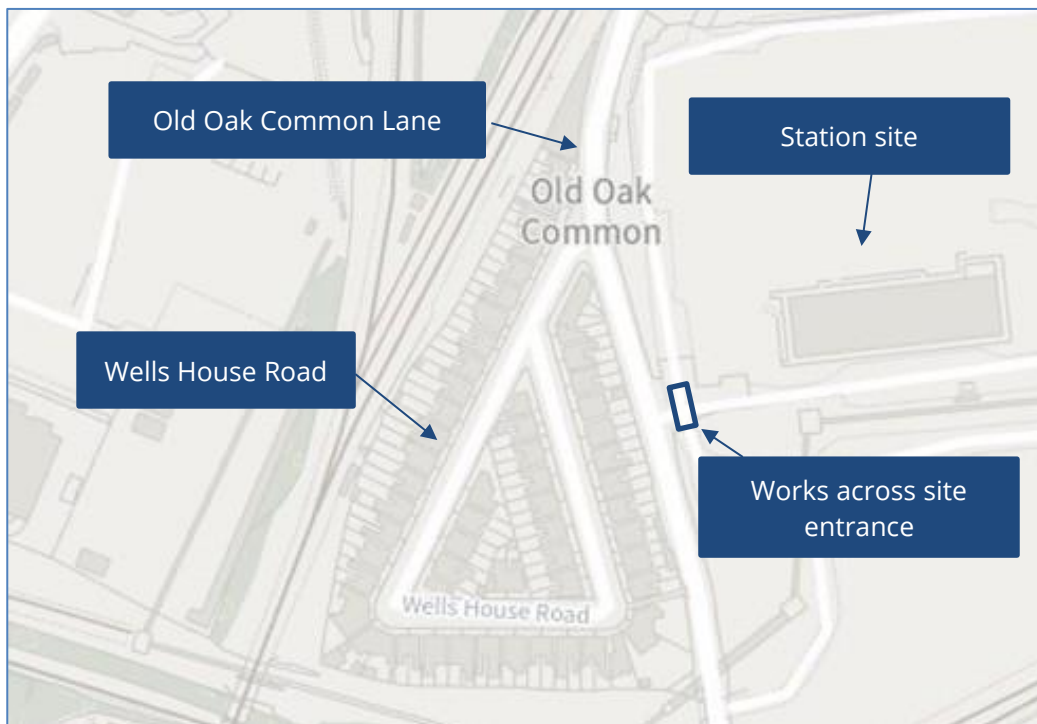 Old Oak Common Lane
Station site
Old Oak
Common
Wells House Road
Works across site
entrance
Wells House Road